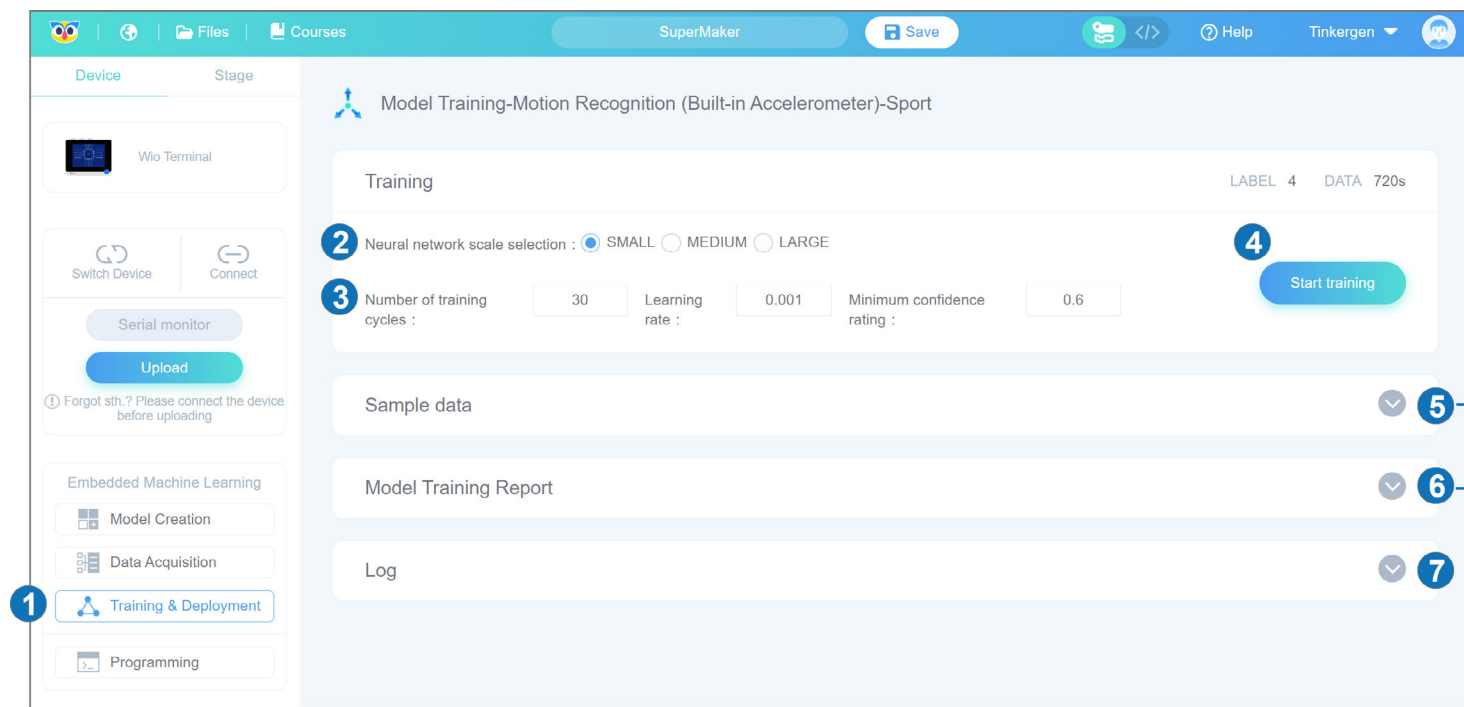 Files
Courses
SuperMaker
Save
</>
Help
Tinkergen
Device
Stage
Wio Terminal
Switch Device
Connect
Serial monitor
Upload
Forgot sth.? Please connect the device
before uploading
Embedded Machine Learning
Model Creation
Data Acquisition
1
Training & Deployment
Programming
Model Training-Motion Recognition (Built-in Accelerometer)-Sport
Training
LABEL 4 DATA 720s
2 Neural network scale selection : SMALL MEDIUM LARGE
3 Number of training
cycles :
30
Learning
rate :
0.001
Minimum confidence
rating :
0.6
4
Start training
Sample data
5
Model Training Report
6
Log
7